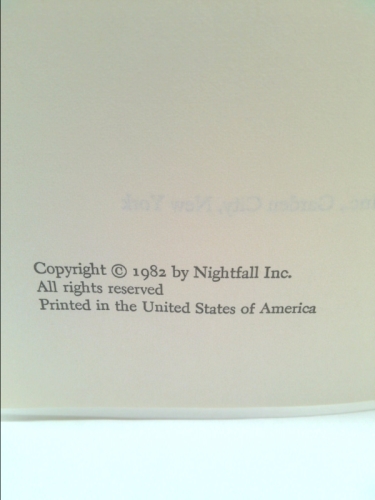 Inc., Garden City, New York
Copyright © 1982 by Nightfall Inc.
All rights reserved
Printed in the United States of America